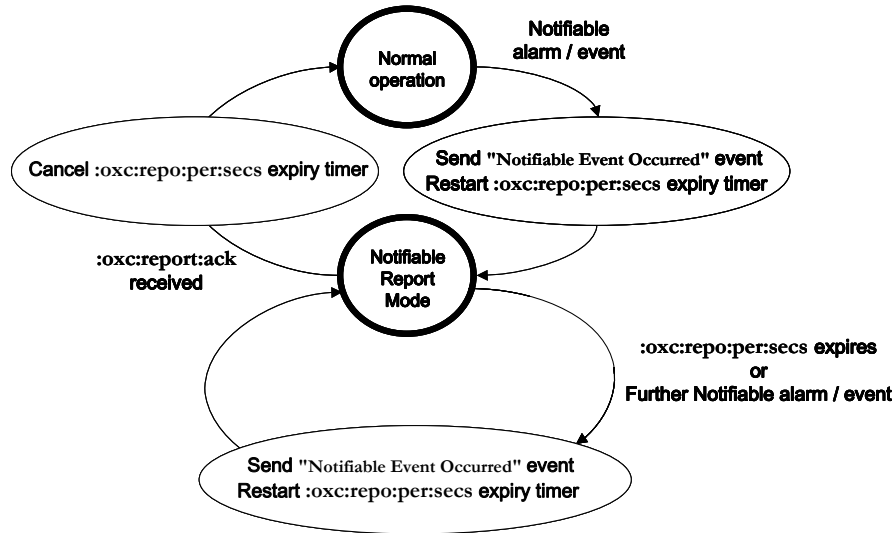 Normal
operation
Notifiable
alarm / event
Cancel :oxc:repo:per:secs expiry timer
Send "Notifiable Event Occurred" event
Restart :oxc:repo:per:secs expiry timer
:oxc:report:ack
received
Notifiable
Report
Mode
:oxc:repo:per:secs expires
or
Further Notifiable alarm / event
Send "Notifiable Event Occurred" event
Restart :oxc:repo:per:secs expiry timer